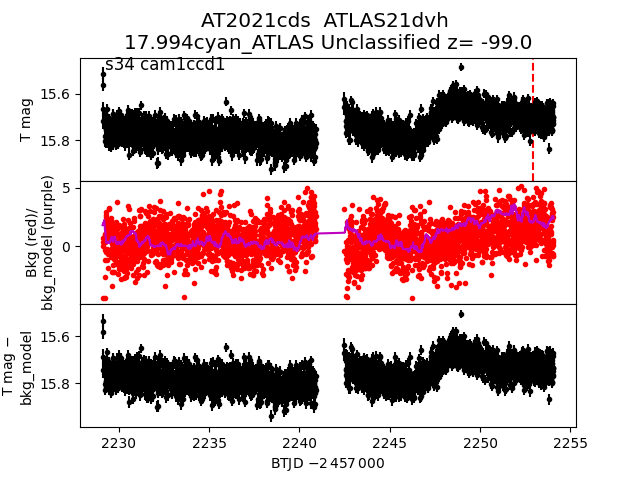 AT2021cds ATLAS21dvh
17.994cyan_ATLAS Unclassified z= -99.0
s34 cam1ccd1
T mag
15.6
15.8
Bkg (red)/
bkg_model (purple)
5
0
T mag −
bkg_model
15.6
15.8
2230 2235 2240 2245 2250 2255
BTJD −2 457 000